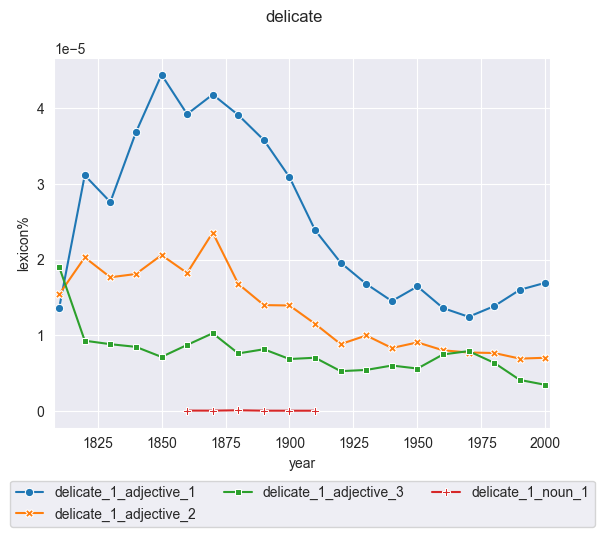 delicate
1e−5
4
3
2
1
0
lexicon%
1825 1850 1875 1900 1925 1950 1975 2000
year
delicate_1_adjective_1 delicate_1_adjective_3 delicate_1_noun_1
delicate_1_adjective_2